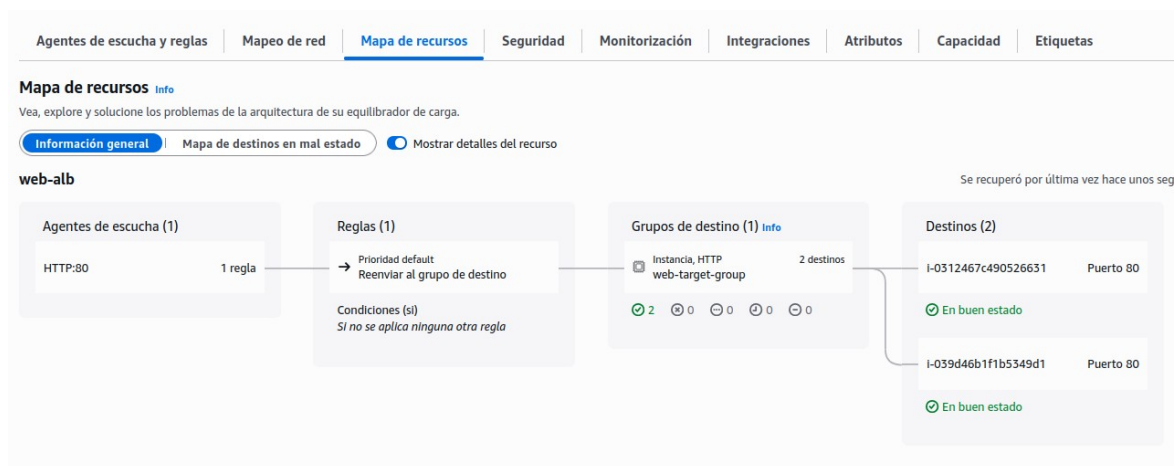 Agentes de escucha y reglas Mapeo de red Mapa de recursos Seguridad Monitorización Integraciones Atributos Capacidad Etiquetas
Mapa de recursos Info
Vea, explore y solucione los problemas de la arquitectura de su equilibrador de carga.
Información general Mapa de destinos en mal estado Mostrar detalles del recurso
web-alb
Se recuperó por última vez hace unos seg
Agentes de escucha (1)
HTTP:80 1 regla
Reglas (1)
Prioridad default
Reenviar al grupo de destino
Condiciones (si)
Si no se aplica ninguna otra regla
Grupos de destino (1) Info
Instancia, HTTP 2 destinos
web-target-group
2 0 0 0 0
Destinos (2)
i-0312467c490526631 Puerto 80
En buen estado
i-039d46b1f1b5349d1 Puerto 80
En buen estado